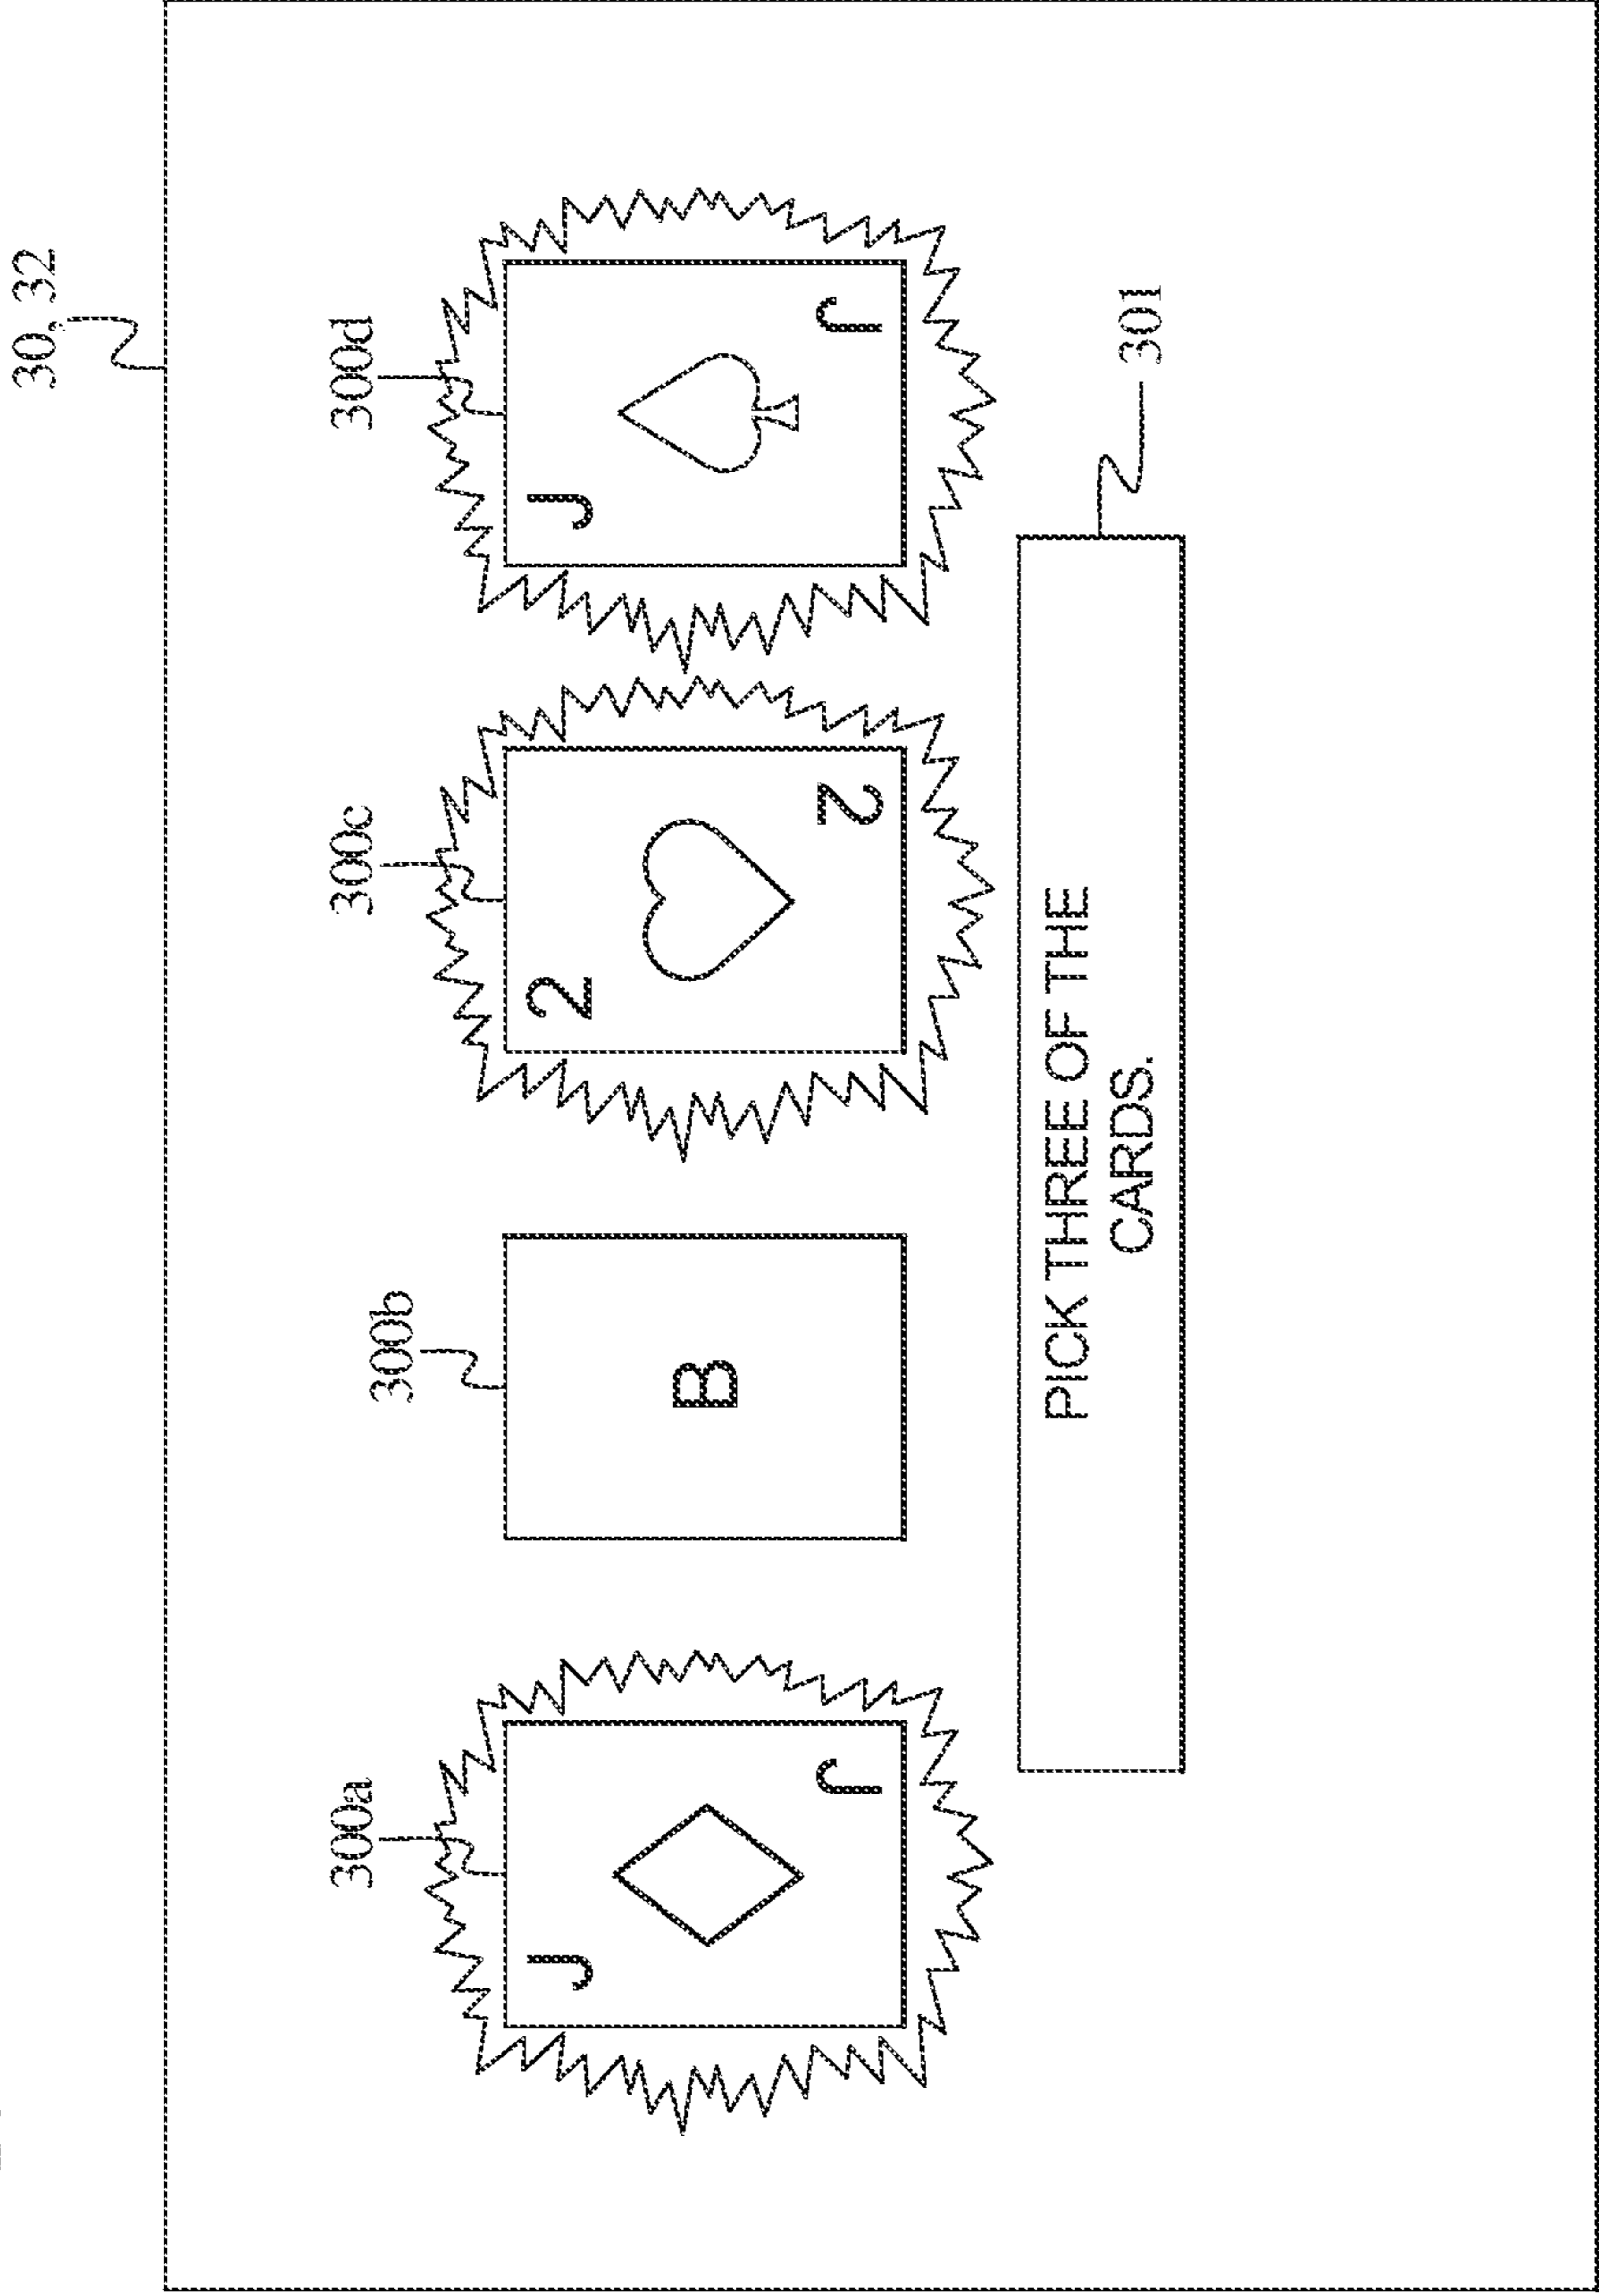 30, 32
300a
300b
300c
300d
J
J
B
2
2
J
J
PICK THREE OF THE
CARDS.
301